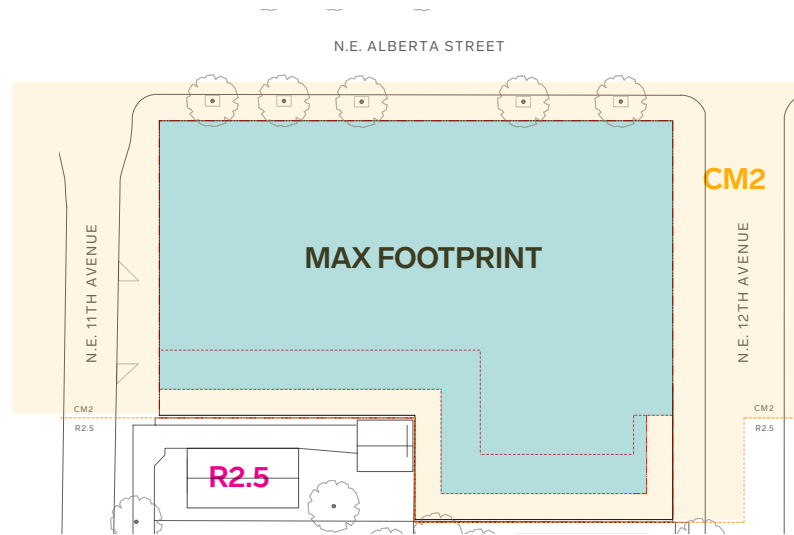 N.E. ALBERTA STREET
CM2
MAX FOOTPRINT
N.E. 11TH AVENUE
N.E. 12TH AVENUE
CM2
R2.5
CM2
R2.5
R2.5